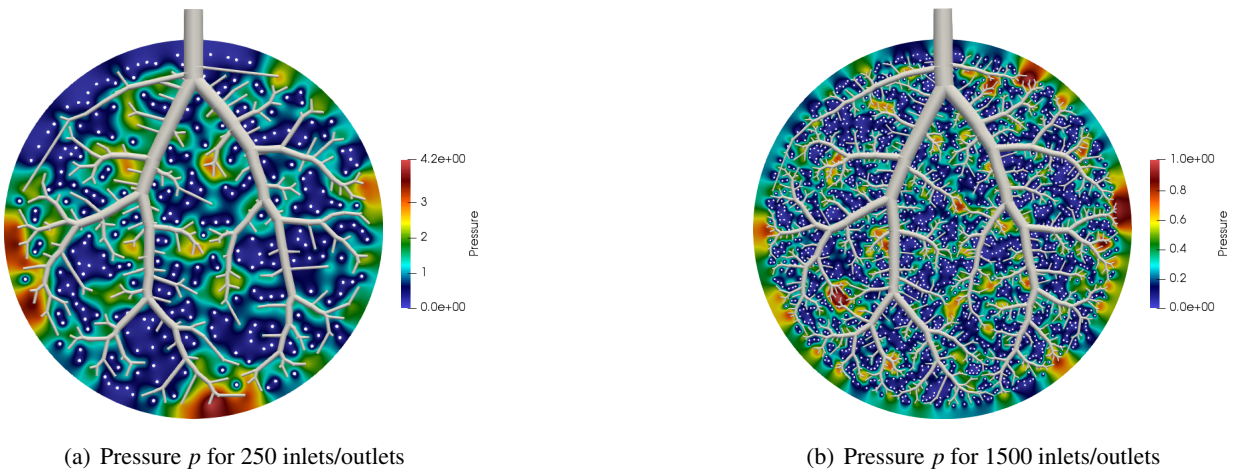 4.2e+00
3
2
1
0.0e+00
Pressure
1.0e+00
0.8
0.6
0.4
0.2
0.0e+00
Pressure
(a) Pressure p for 250 inlets/outlets
(b) Pressure p for 1500 inlets/outlets